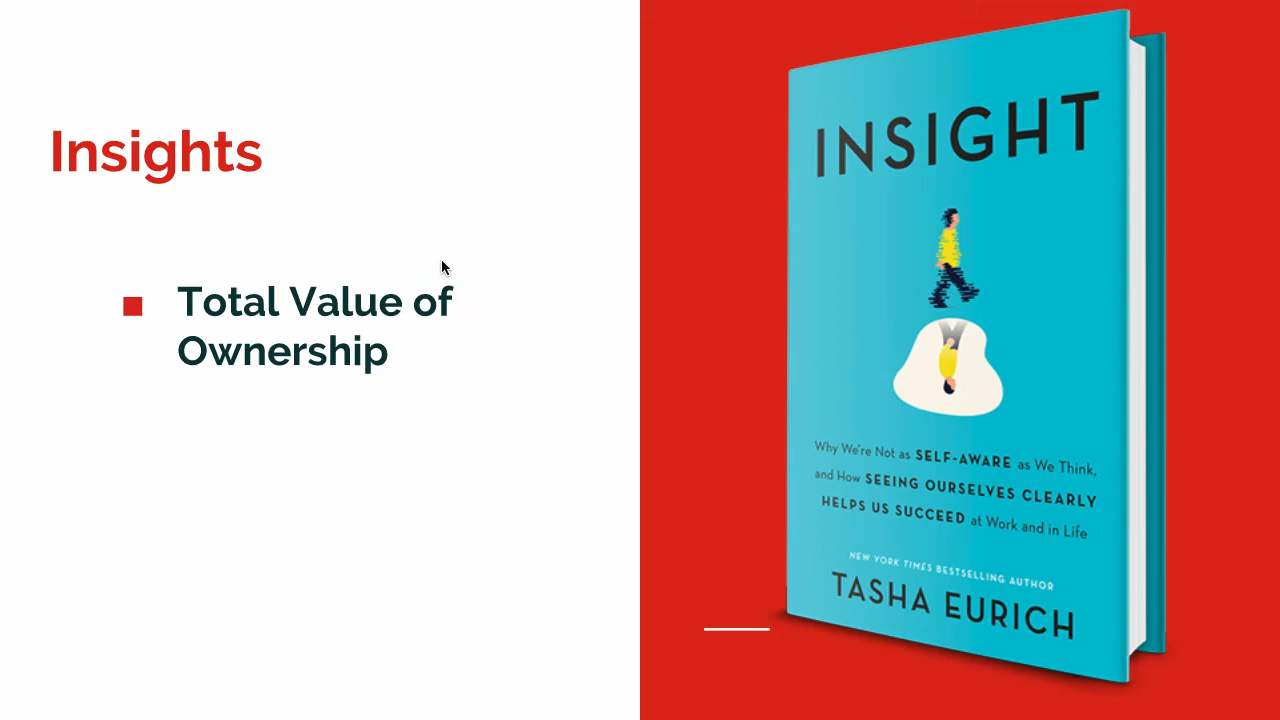 Insights
Total Value of
Ownership
INSIGHT
Why We're Not as SELF-AWARE as We Think,
and How SEEING OURSELVES CLEARLY
HELPS US SUCCEED at Work and in Life
NEW YORK TIMES BESTSELLING AUTHOR
TASHA EURICH